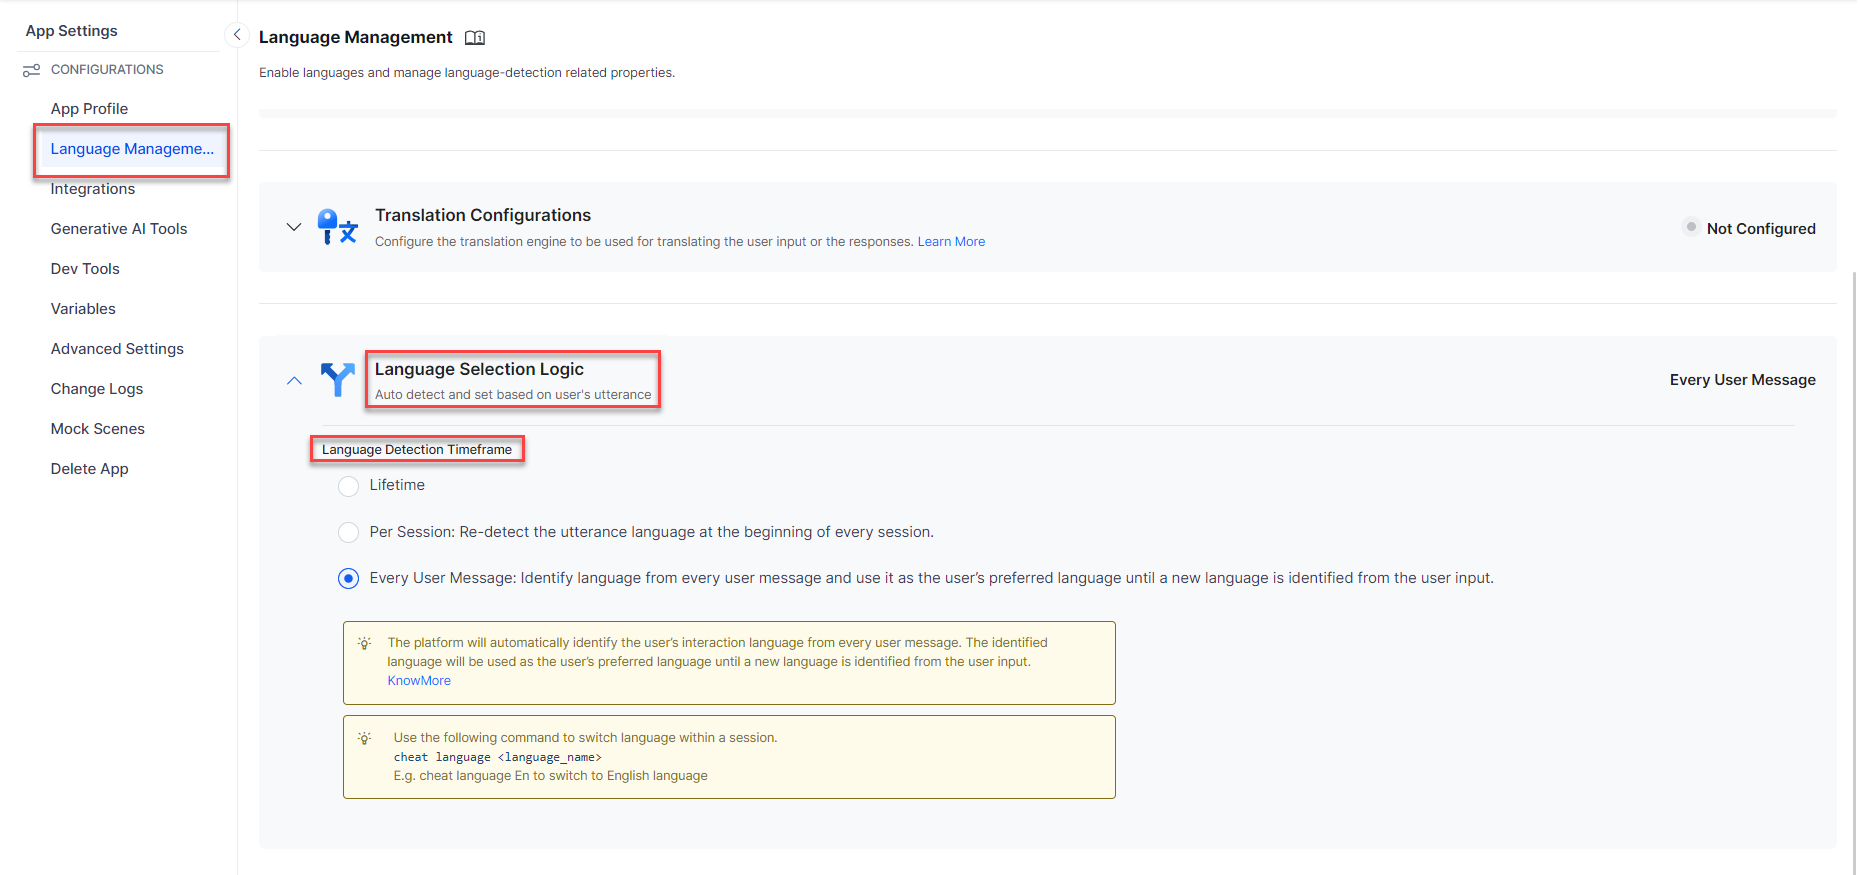 App Settings
CONFIGURATIONS
App Profile
Language Manageme...
Integrations
Generative AI Tools
Dev Tools
Variables
Advanced Settings
Change Logs
Mock Scenes
Delete App
Language Management
Enable languages and manage language-detection related properties.
Translation Configurations
Configure the translation engine to be used for translating the user input or the responses. Learn More
Not Configured
Language Selection Logic
Auto detect and set based on user's utterance
Every User Message
Language Detection Timeframe
Lifetime
Per Session: Re-detect the utterance language at the beginning of every session.
Every User Message: Identify language from every user message and use it as the user’s preferred language until a new language is identified from the user input.
The platform will automatically identify the user’s interaction language from every user message. The identified
language will be used as the user’s preferred language until a new language is identified from the user input.
KnowMore
Use the following command to switch language within a session.
cheat language <language_name>
E.g. cheat language En to switch to English language